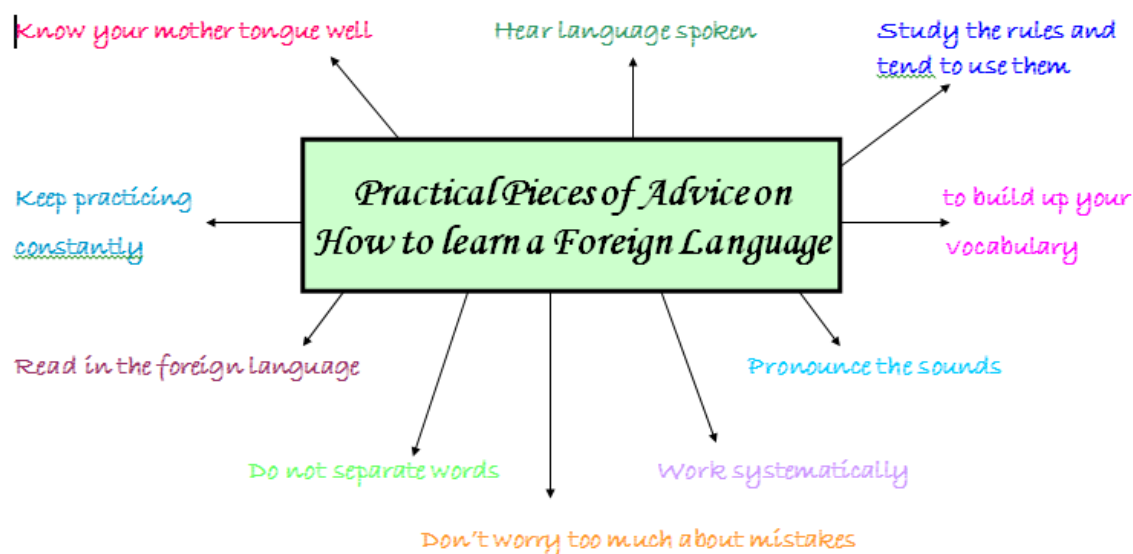 Know your mother tongue well
Hear language spoken
Study the rules and
tend to use them
Practical Pieces of Advice on
How to learn a Foreign Language
Keep practicing
constantly
to build up your
vocabulary
Read in the foreign language
Pronounce the sounds
Do not separate words
Work systematically
Don't worry too much about mistakes